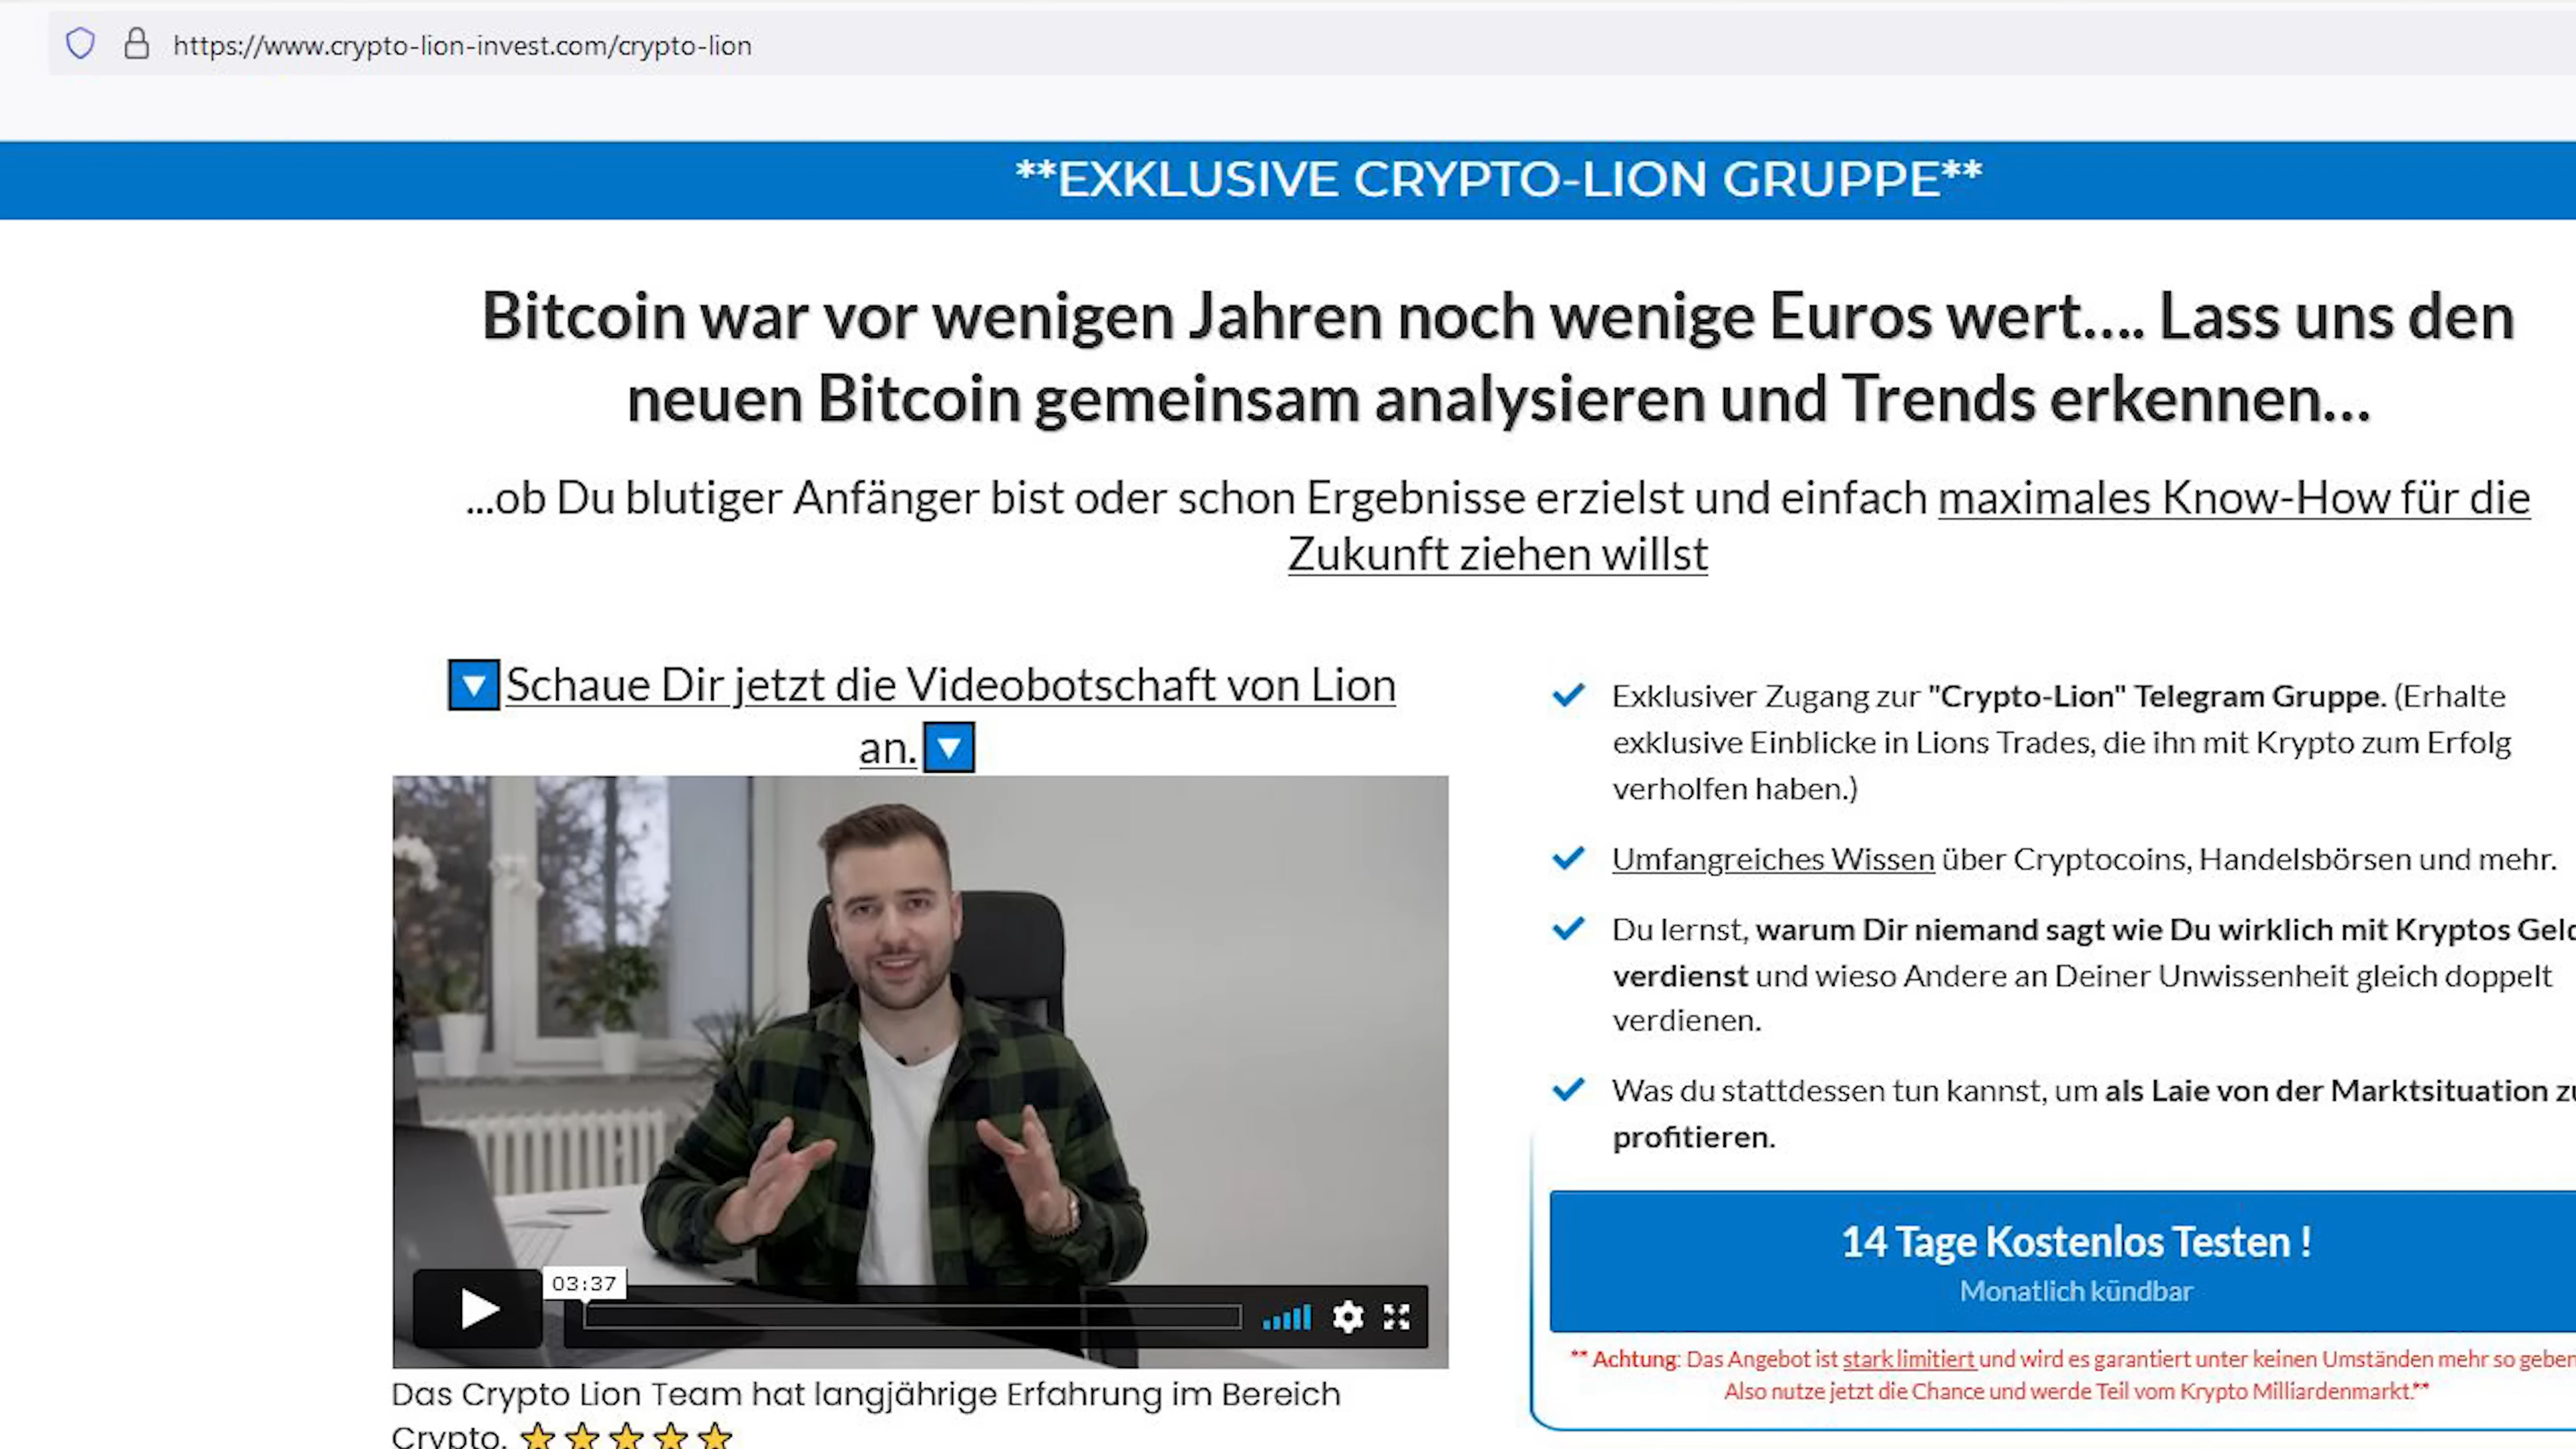 https://www.crypto-lion-invest.com/crypto-lion
**EXKLUSIVE CRYPTO-LION GRUPPE**
Bitcoin war vor wenigen Jahren noch wenige Euros wert.... Lass uns den
neuen Bitcoin gemeinsam analysieren und Trends erkennen...
...ob Du blutiger Anfänger bist oder schon Ergebnisse erzielst und einfach maximales Know-How für die
Zukunft ziehen willst
Schaue Dir jetzt die Videobotschaft von Lion
an.
03:37
Das Crypto Lion Team hat langjährige Erfahrung im Bereich
Crypto.
Exklusiver Zugang zur "Crypto-Lion" Telegram Gruppe. (Erhalte
exklusive Einblicke in Lions Trades, die ihn mit Krypto zum Erfolg
verholfen haben.)
Umfangreiches Wissen über Cryptocoins, Handelsbörsen und mehr.
Du lernst, warum Dir niemand sagt wie Du wirklich mit Kryptos Geld
verdienst und wieso Andere an Deiner Unwissenheit gleich doppelt
verdienen.
Was du stattdessen tun kannst, um als Laie von der Marktsituation zu
profitieren.
14 Tage Kostenlos Testen !
Monatlich kündbar
** Achtung: Das Angebot ist stark limitiert und wird es garantiert unter keinen Umständen mehr so geben
Also nutze jetzt die Chance und werde Teil vom Krypto Milliardenmarkt.**